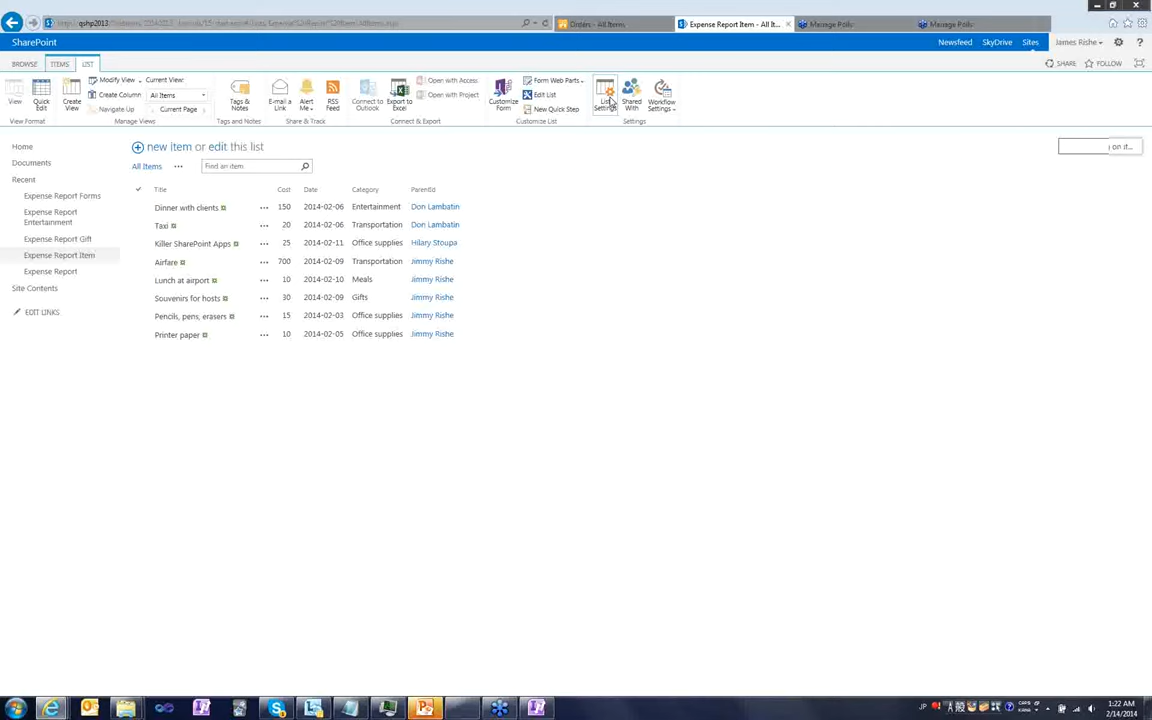 Orders - All Items
Expense Report Item - All It...
Manage Polls
Manage Polls
SharePoint
Newsfeed SkyDrive Sites James Rishe
BROWSE ITEMS LIST
SHARE FOLLOW
View
Quick Edit
Create View
Modify View
Create Column
Navigate Up
Current View:
All Items
Current Page
Tags & Notes
E-mail a Link
Alert Me
RSS Feed
Connect to Outlook
Export to Excel
Open with Access
Open with Project
Customize Form
Form Web Parts
Edit List
New Quick Step
List Settings
Shared With
Workflow Settings
View Format Manage Views Tags and Notes Share & Track Connect & Export Customize List Settings
Home
Documents
Recent
Expense Report Forms
Expense Report Entertainment
Expense Report Gift
Expense Report Item
Expense Report
Site Contents
EDIT LINKS
new item or edit this list
All Items ... Find an item
Title Cost Date Category ParentId
Dinner with clients ... 150 2014-02-06 Entertainment Don Lambatin
Taxi ... 20 2014-02-06 Transportation Don Lambatin
Killer SharePoint Apps ... 25 2014-02-11 Office supplies Hilary Stoupa
Airfare ... 700 2014-02-09 Transportation Jimmy Rishe
Lunch at airport ... 10 2014-02-10 Meals Jimmy Rishe
Souvenirs for hosts ... 30 2014-02-09 Gifts Jimmy Rishe
Pencils, pens, erasers ... 15 2014-02-03 Office supplies Jimmy Rishe
Printer paper ... 10 2014-02-05 Office supplies Jimmy Rishe
JP
1:22 AM
2/14/2014